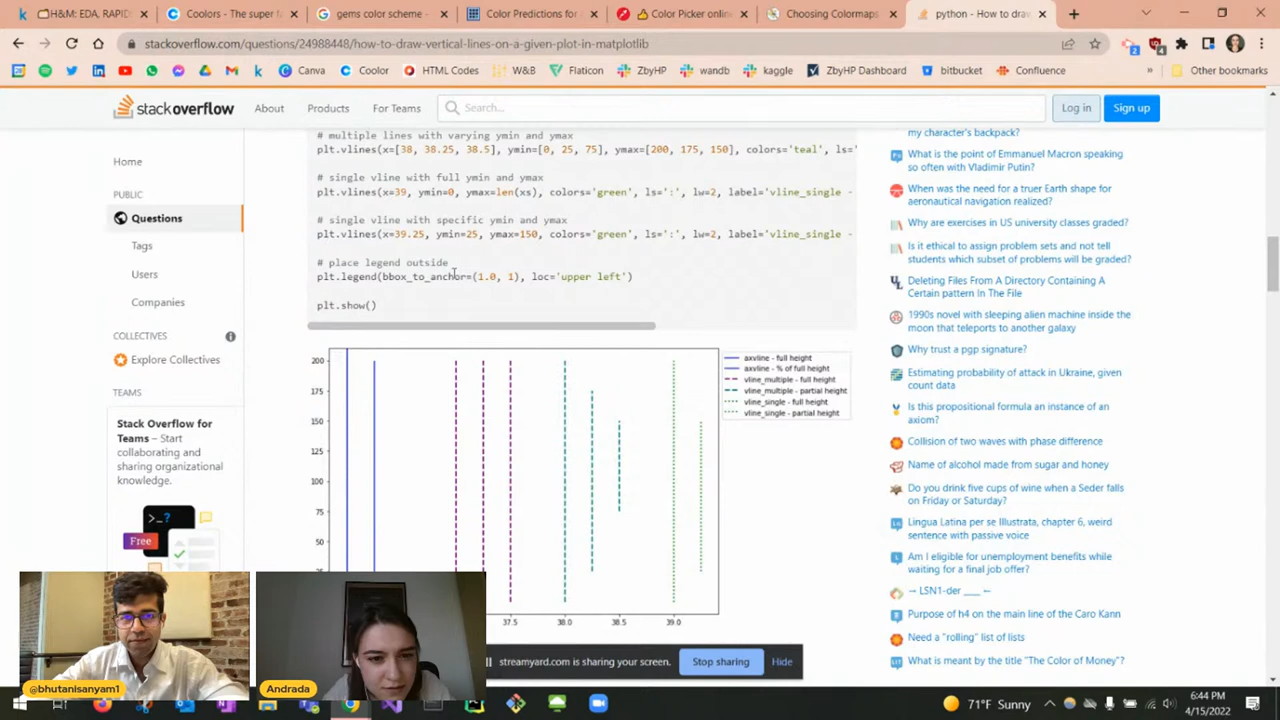 H&M: EDA, RAPID
Coolors - The super f
gems color scheme -
Color Predictions for
Color Picker online
Choosing Colormaps
python - How to draw
stackoverflow.com/questions/24988448/how-to-draw-vertical-lines-on-a-given-plot-in-matplotlib
Canva
Coolor
HTML Codes
W&B
Flaticon
ZbyHP
wandb
kaggle
ZbyHP Dashboard
bitbucket
Confluence
Other bookmarks
stack overflow
About
Products
For Teams
Search...
Log in
Sign up
Home
PUBLIC
Questions
Tags
Users
Companies
COLLECTIVES
Explore Collectives
TEAMS
Stack Overflow for
Teams – Start
collaborating and
sharing organizational
knowledge.
Free
# multiple lines with varying ymin and ymax
plt.vlines(x=[38, 38.25, 38.5], ymin=[0, 25, 75], ymax=[200, 175, 150], colors='teal', ls='
# single vline with full ymin and ymax
plt.vlines(x=39, ymin=0, ymax=len(xs), colors='green', ls=':', lw=2, label='vline_single -
# single vline with specific ymin and ymax
plt.vlines(x=39.25, ymin=25, ymax=150, colors='green', ls=':', lw=2, label='vline_single -
# place legend outside
plt.legend(bbox_to_anchor=(1.0, 1), loc='upper left')
plt.show()
200
175
150
125
100
75
50
37.5
38.0
38.5
39.0
axvline - full height
axvline - % of full height
vline_multiple - full height
vline_multiple - partial height
vline_single - full height
vline_single - partial height
my character's backpack?
What is the point of Emmanuel Macron speaking
so often with Vladimir Putin?
When was the need for a truer Earth shape for
aeronautical navigation realized?
Why are exercises in US university classes graded?
Is it ethical to assign problem sets and not tell
students which subset of problems will be graded?
Deleting Files From A Directory Containing A
Certain pattern In The File
1990s novel with sleeping alien machine inside the
moon that teleports to another galaxy
Why trust a pgp signature?
Estimating probability of attack in Ukraine, given
count data
Is this propositional formula an instance of an
axiom?
Collision of two waves with phase difference
Name of alcohol made from sugar and honey
Do you drink five cups of wine when a Seder falls
on Friday or Saturday?
Lingua Latina per se Illustrata, chapter 6, weird
sentence with passive voice
Am I eligible for unemployment benefits while
waiting for a final job offer?
→ LSN1-der ____ ←
Purpose of h4 on the main line of the Caro Kann
Need a "rolling" list of lists
What is meant by the title "The Color of Money"?
streamyard.com is sharing your screen.
Stop sharing
Hide
@bhutanisanyam1
Andrada
71°F Sunny
6:44 PM
4/15/2022